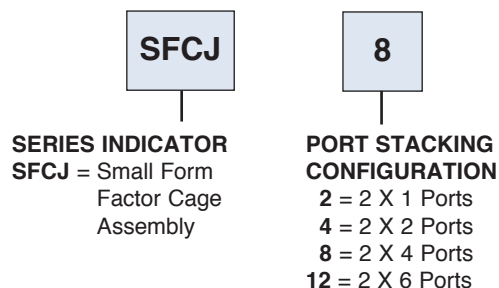 SFCJ
8
SERIES INDICATOR
SFCJ = Small Form
Factor Cage
Assembly
PORT STACKING
CONFIGURATION
2 = 2 X 1 Ports
4 = 2 X 2 Ports
8 = 2 X 4 Ports
12 = 2 X 6 Ports